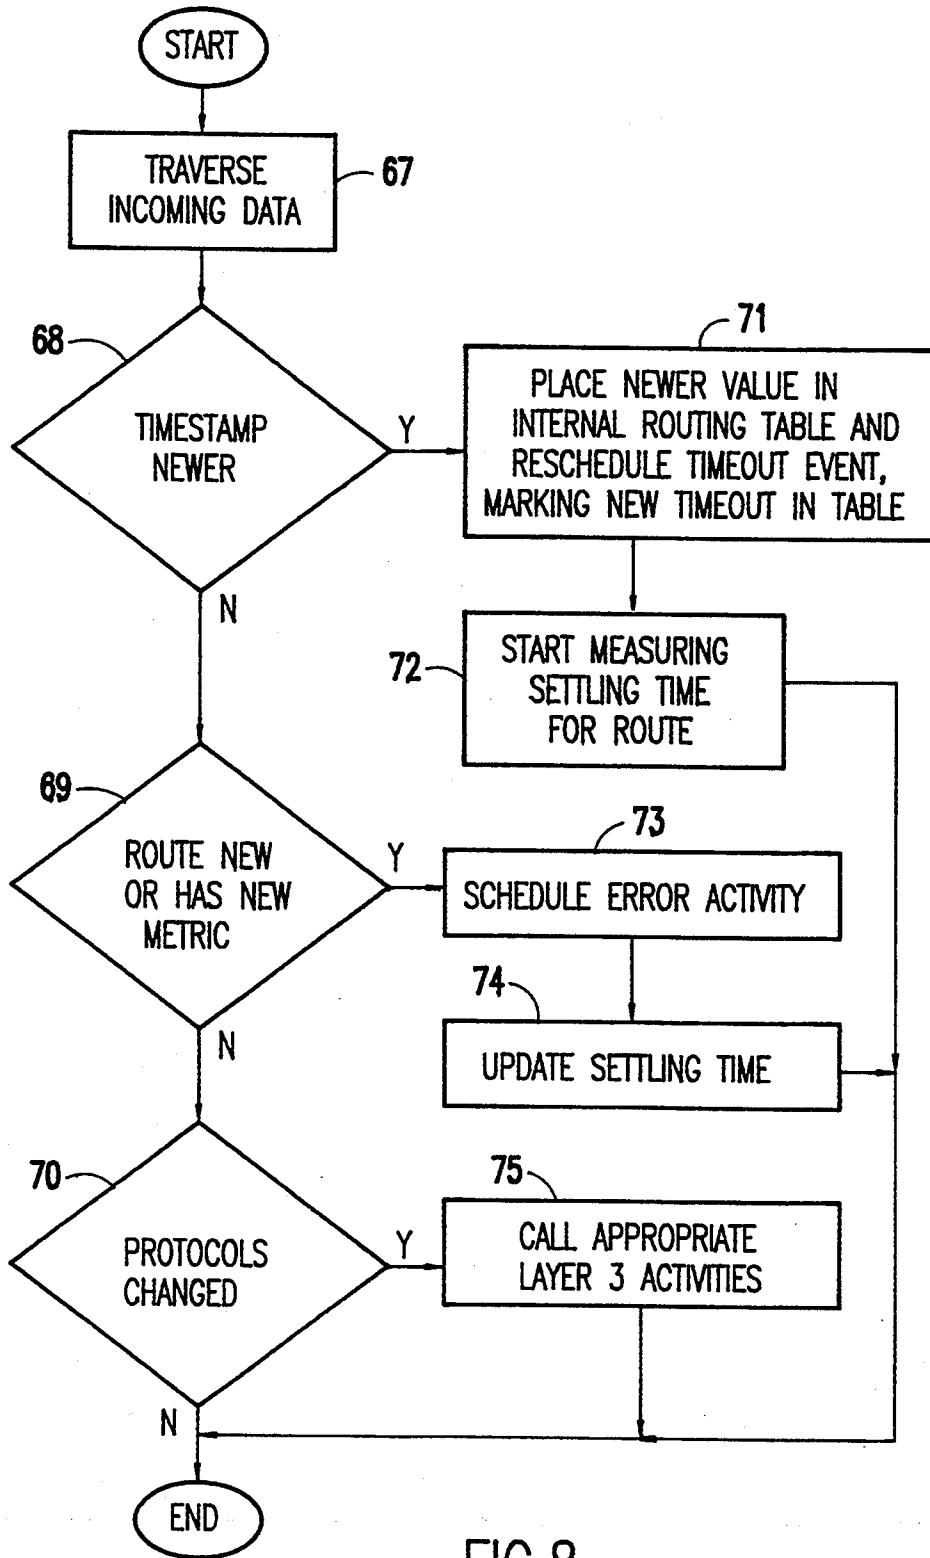 START
TRAVERSE
INCOMING DATA
67
68
TIMESTAMP
NEWER
Y
N
71
PLACE NEWER VALUE IN
INTERNAL ROUTING TABLE AND
RESCHEDULE TIMEOUT EVENT,
MARKING NEW TIMEOUT IN TABLE
72
START MEASURING
SETTLING TIME
FOR ROUTE
69
ROUTE NEW
OR HAS NEW
METRIC
Y
N
73
SCHEDULE ERROR ACTIVITY
74
UPDATE SETTLING TIME
70
PROTOCOLS
CHANGED
Y
N
75
CALL APPROPRIATE
LAYER 3 ACTIVITIES
END
FIG.8